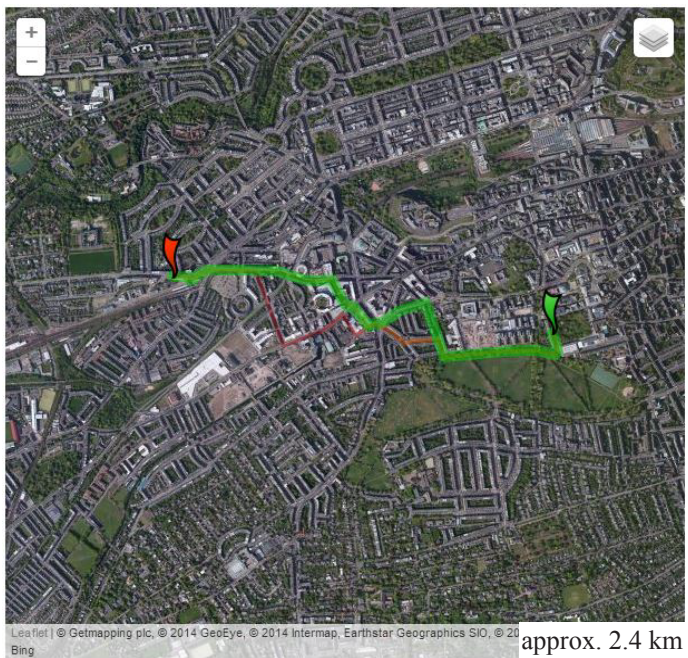 +
−
Leaflet | © Getmapping plc, © 2014 GeoEye, © 2014 Intermap, Earthstar Geographics SIO, © 20
Bing
approx. 2.4 km